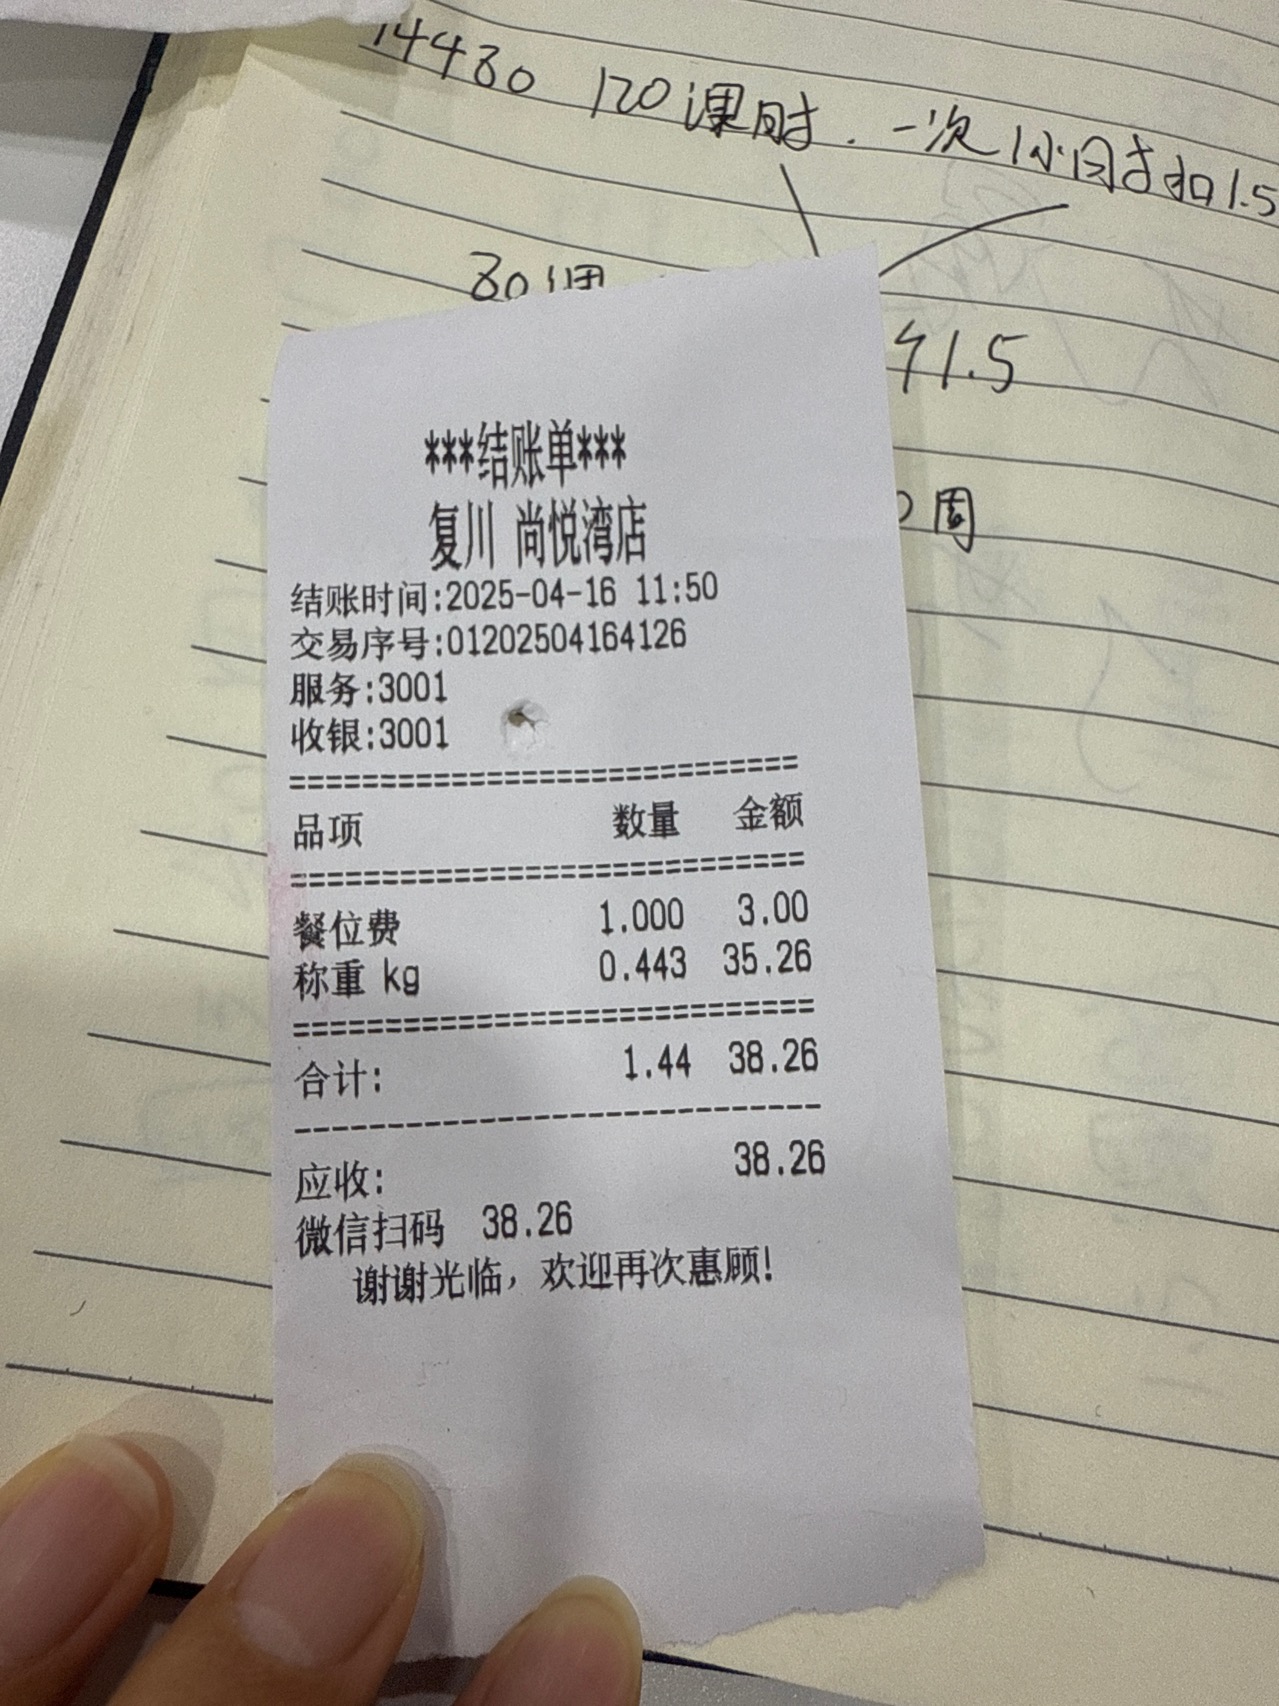 14480 120课时. 一次1小时扣1.5
80课
41.5
周
***结账单***
复川 尚悦湾店
结账时间:2025-04-16 11:50
交易序号:01202504164126
服务:3001
收银:3001
===========================
品项 数量 金额
===========================
餐位费 1.000 3.00
称重 kg 0.443 35.26
===========================
合计: 1.44 38.26
---------------------------
应收: 38.26
微信扫码 38.26
谢谢光临，欢迎再次惠顾!